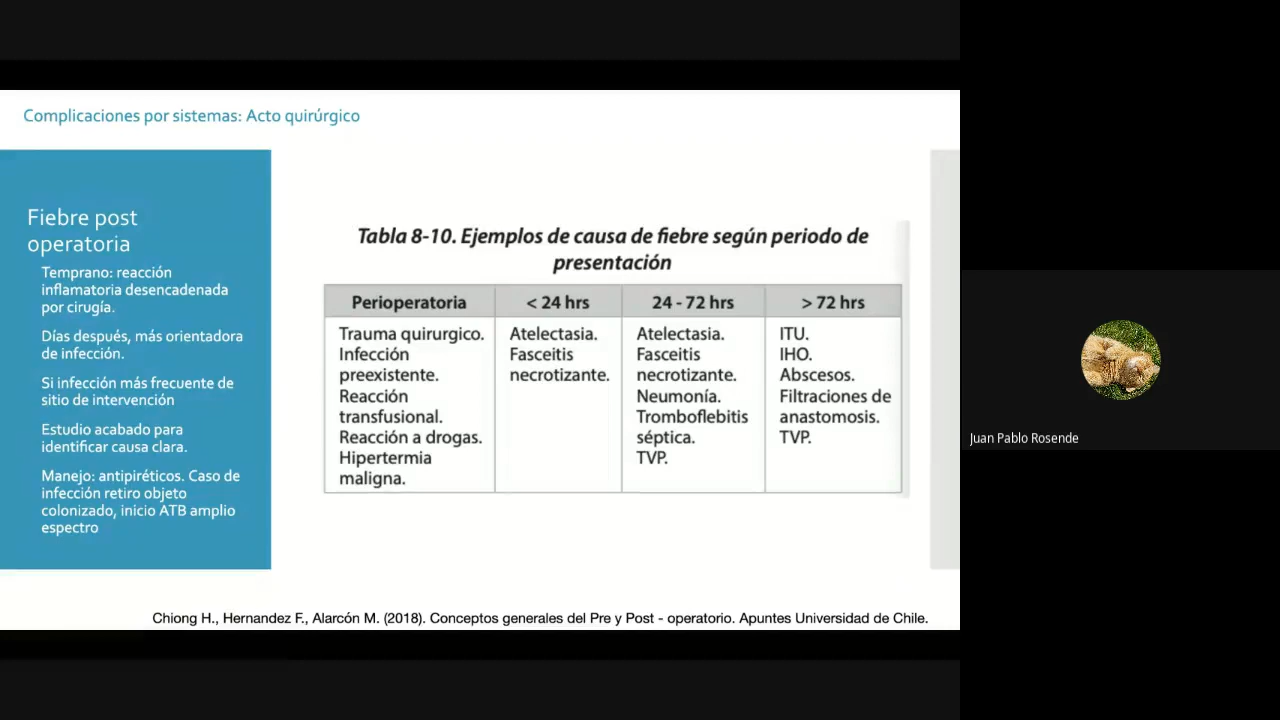 Complicaciones por sistemas: Acto quirúrgico
Fiebre post
operatoria
Temprano: reacción
inflamatoria desencadenada
por cirugía.
Días después, más orientadora
de infección.
Si infección más frecuente de
sitio de intervención
Estudio acabado para
identificar causa clara.
Manejo: antipiréticos. Caso de
infección retiro objeto
colonizado, inicio ATB amplio
espectro
Tabla 8-10. Ejemplos de causa de fiebre según periodo de
presentación
Perioperatoria
Trauma quirurgico.
Infección
preexistente.
Reacción
transfusional.
Reacción a drogas.
Hipertermia
maligna.
< 24 hrs
Atelectasia.
Fasceitis
necrotizante.
24 - 72 hrs
Atelectasia.
Fasceitis
necrotizante.
Neumonía.
Tromboflebitis
séptica.
TVP.
> 72 hrs
ITU.
IHO.
Abscesos.
Filtraciones de
anastomosis.
TVP.
Chiong H., Hernandez F., Alarcón M. (2018). Conceptos generales del Pre y Post - operatorio. Apuntes Universidad de Chile.
Juan Pablo Rosende